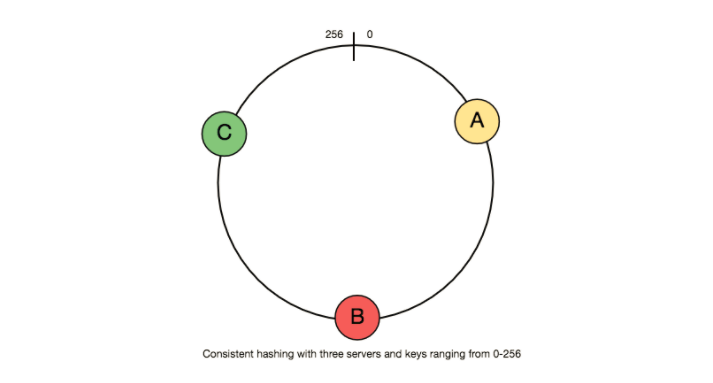 256 0
A
C
B
Consistent hashing with three servers and keys ranging from 0-256